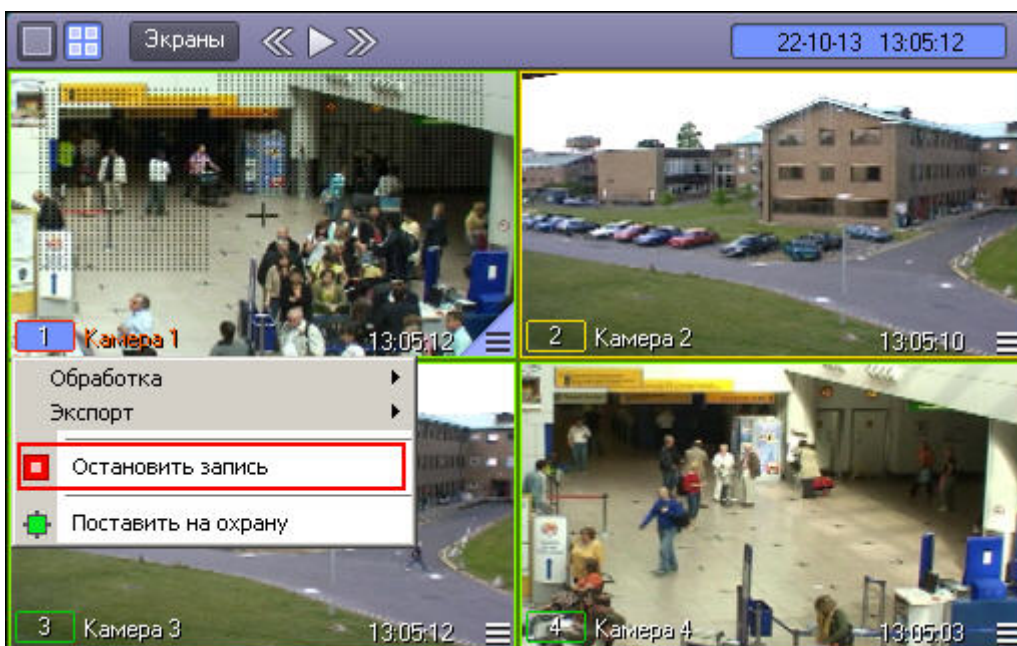 Экраны
22-10-13 13:05:12
1 Камера 1 13:05:12
2 Камера 2 13:05:10
Обработка
Экспорт
Остановить запись
Поставить на охрану
3 Камера 3 13:05:12
4 Камера 4 13:05:03